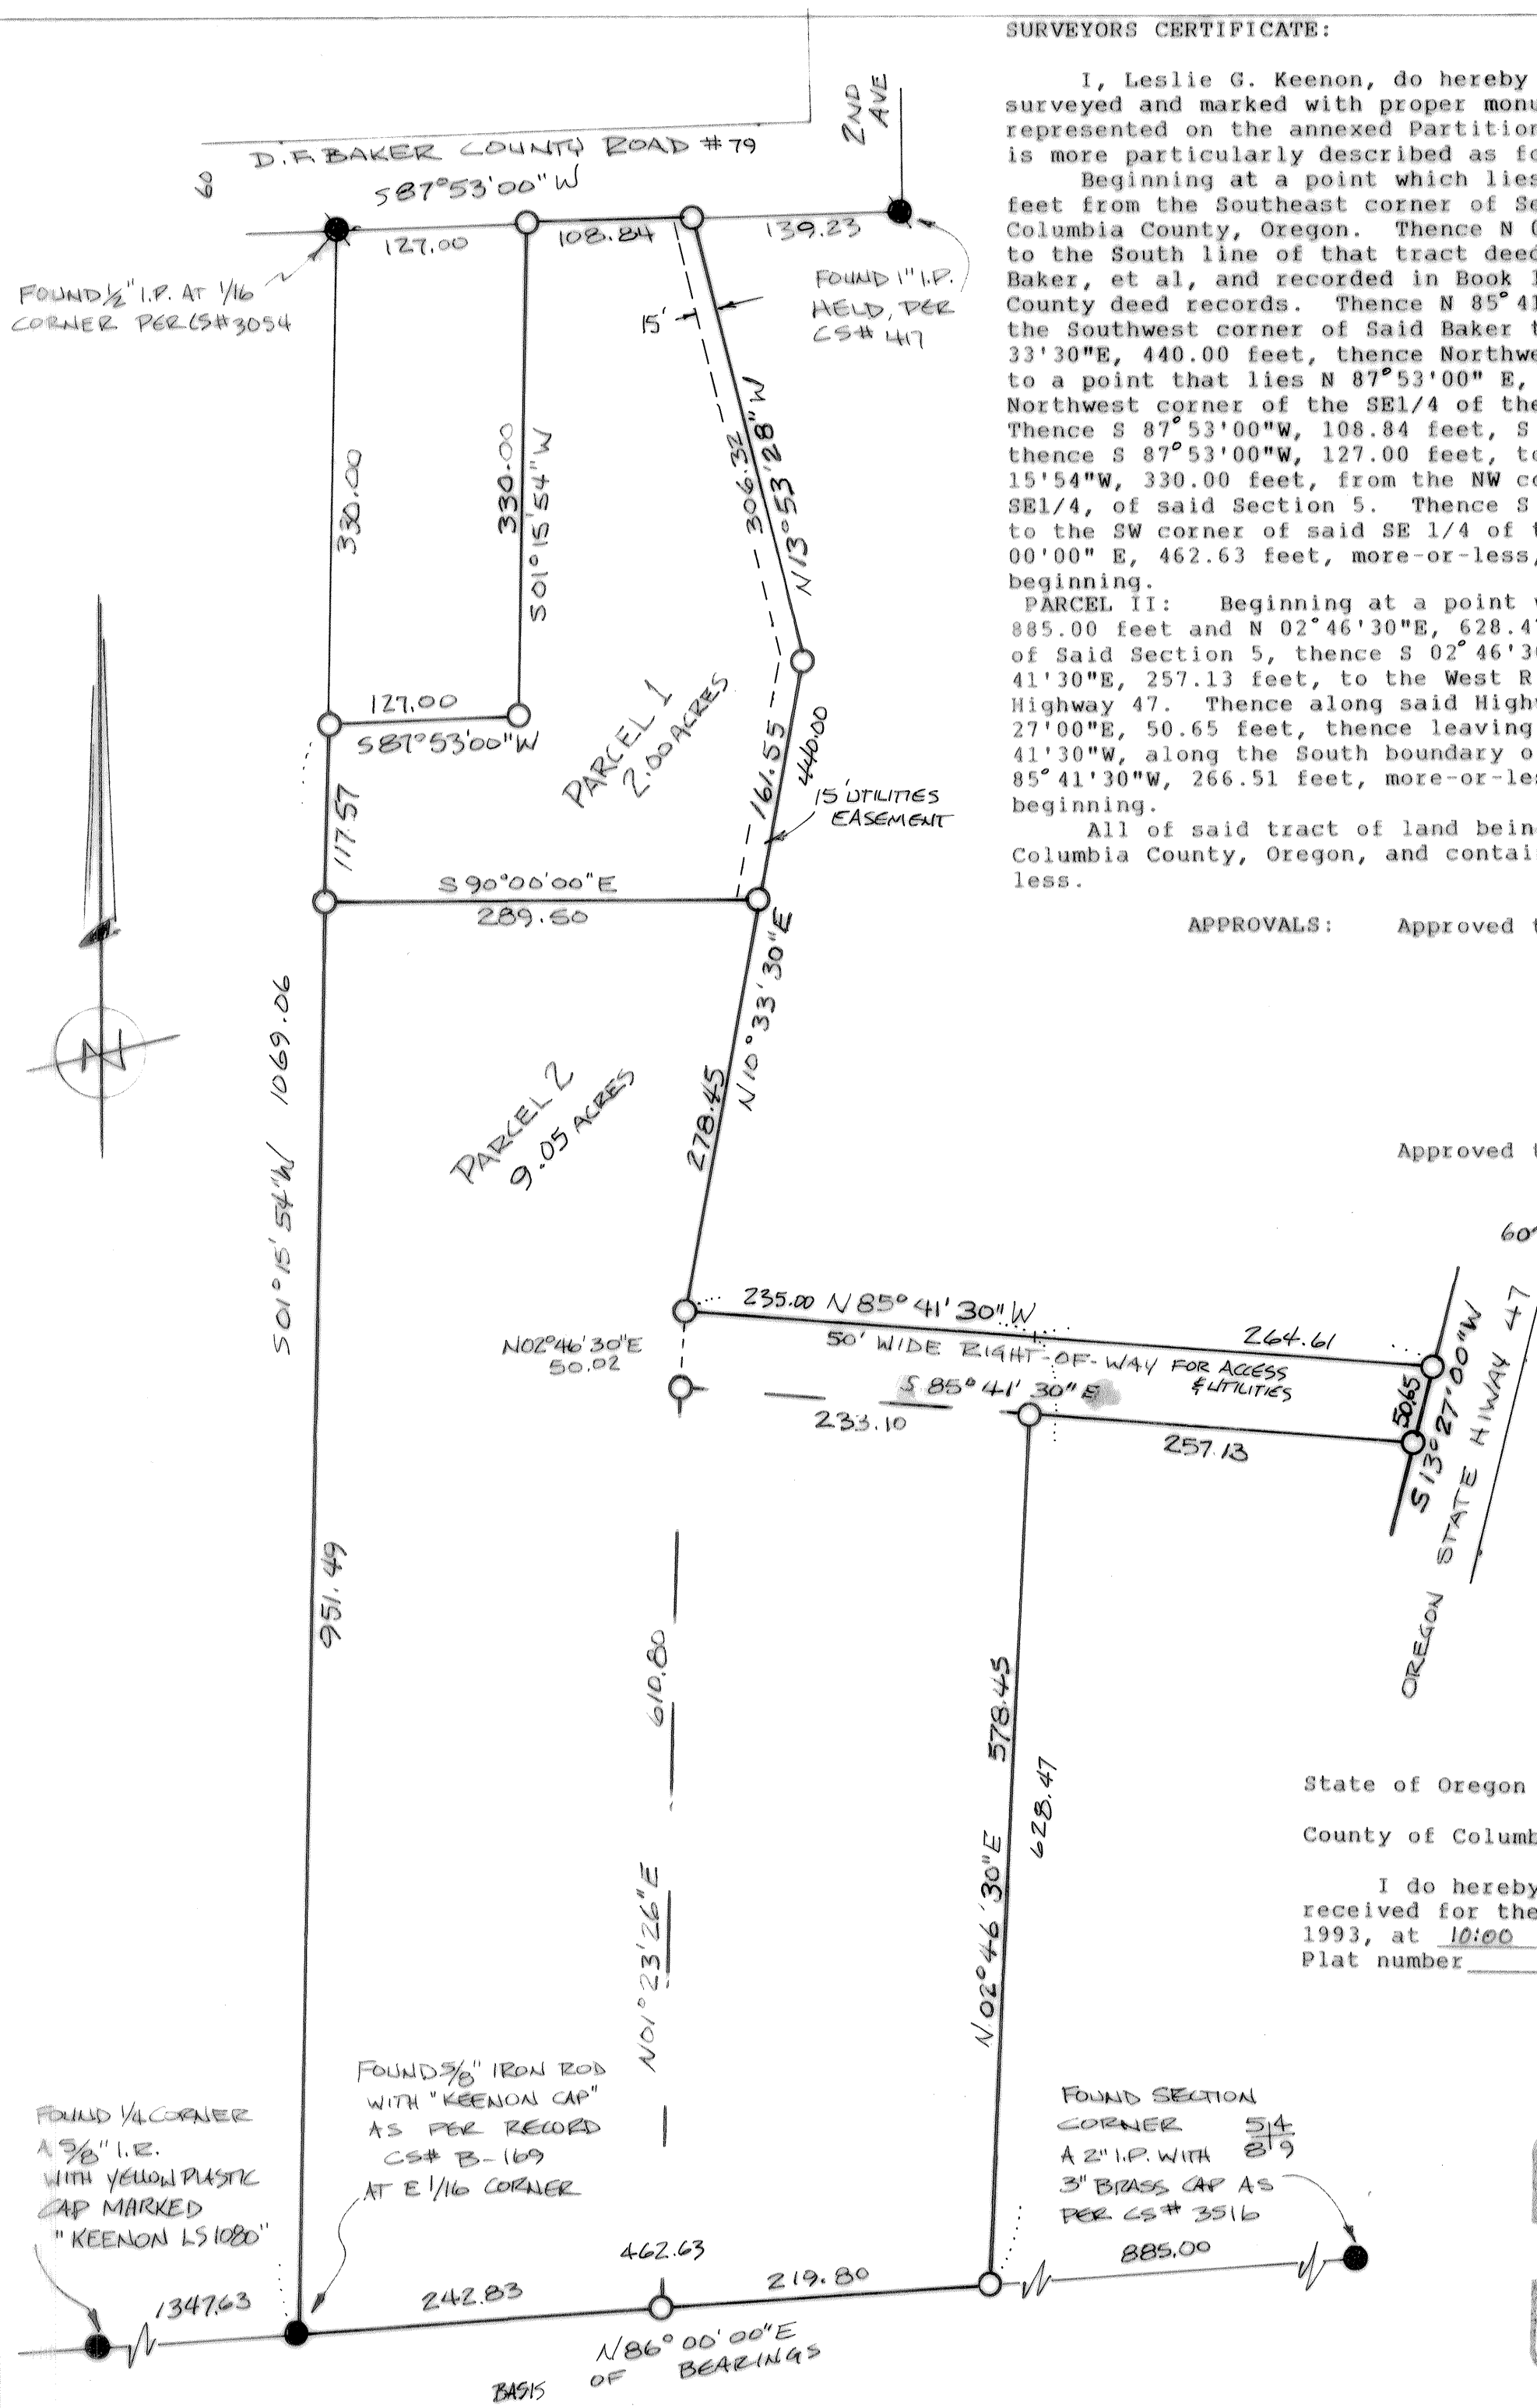 SURVEYORS CERTIFICATE:
I, Leslie G. Keenon, do hereby
surveyed and marked with proper monu
represented on the annexed Partition
is more particularly described as fo
Beginning at a point which lies
feet from the Southeast corner of Se
Columbia County, Oregon. Thence N 0
to the South line of that tract deed
Baker, et al, and recorded in Book 1
County deed records. Thence N 85°41
the Southwest corner of Said Baker t
33'30"E, 440.00 feet, thence Northwe
to a point that lies N 87°53'00" E,
Northwest corner of the SE1/4 of the
Thence S 87°53'00"W, 108.84 feet, S
thence S 87°53'00"W, 127.00 feet, to
15'54"W, 330.00 feet, from the NW co
SE1/4, of said Section 5. Thence S
to the SW corner of said SE 1/4 of t
00'00" E, 462.63 feet, more-or-less,
beginning.
PARCEL II: Beginning at a point w
885.00 feet and N 02°46'30"E, 628.47
of Said Section 5, thence S 02°46'30
41'30"E, 257.13 feet, to the West R
Highway 47. Thence along said Highw
27'00"E, 50.65 feet, thence leaving
41'30"W, along the South boundary o
85°41'30"W, 266.51 feet, more-or-les
beginning.
All of said tract of land bein
Columbia County, Oregon, and contai
less.
APPROVALS: Approved t
Approved t
2ND
AVE
D.F. BAKER COUNTY ROAD #79
60
S87°53'00"W
127.00
108.84
139.23
FOUND 1/2" I.P. AT 1/16
CORNER PER CS#3054
FOUND 1" I.P.
HELD, PER
CS# 417
15'
330.00
330.00
S01°15'54"W
306.32
N13°53'28"W
127.00
S87°53'00"W
PARCEL 1
2.00 ACRES
161.55
440.00
15' UTILITIES
EASEMENT
117.57
S90°00'00"E
289.50
N10°33'30"E
278.45
N
S01°15'54"W 1069.06
PARCEL 2
9.05 ACRES
60
235.00 N85°41'30"W
264.61
50' WIDE RIGHT-OF-WAY FOR ACCESS
& UTILITIES
N02°46'30"E
50.02
S 85°41'30"E
233.10
257.13
50.65
S13°27'00"W
OREGON STATE HIWAY 47
951.49
610.80
N01°23'26"E
578.45
628.47
N02°46'30"E
State of Oregon
County of Columb
I do hereby
received for the
1993, at 10:00
Plat number
FOUND 1/4 CORNER
A 5/8" I.R.
WITH YELLOW PLASTIC
CAP MARKED
"KEENON LS1080"
FOUND 5/8" IRON ROD
WITH "KEENON CAP"
AS PER RECORD
CS# B-169
AT E 1/16 CORNER
FOUND SECTION
CORNER 5|4
8|9
A 2" I.P. WITH
3" BRASS CAP AS
PER CS# 3516
1347.63
242.83
462.63
219.80
885.00
N86°00'00"E
BASIS OF BEARINGS